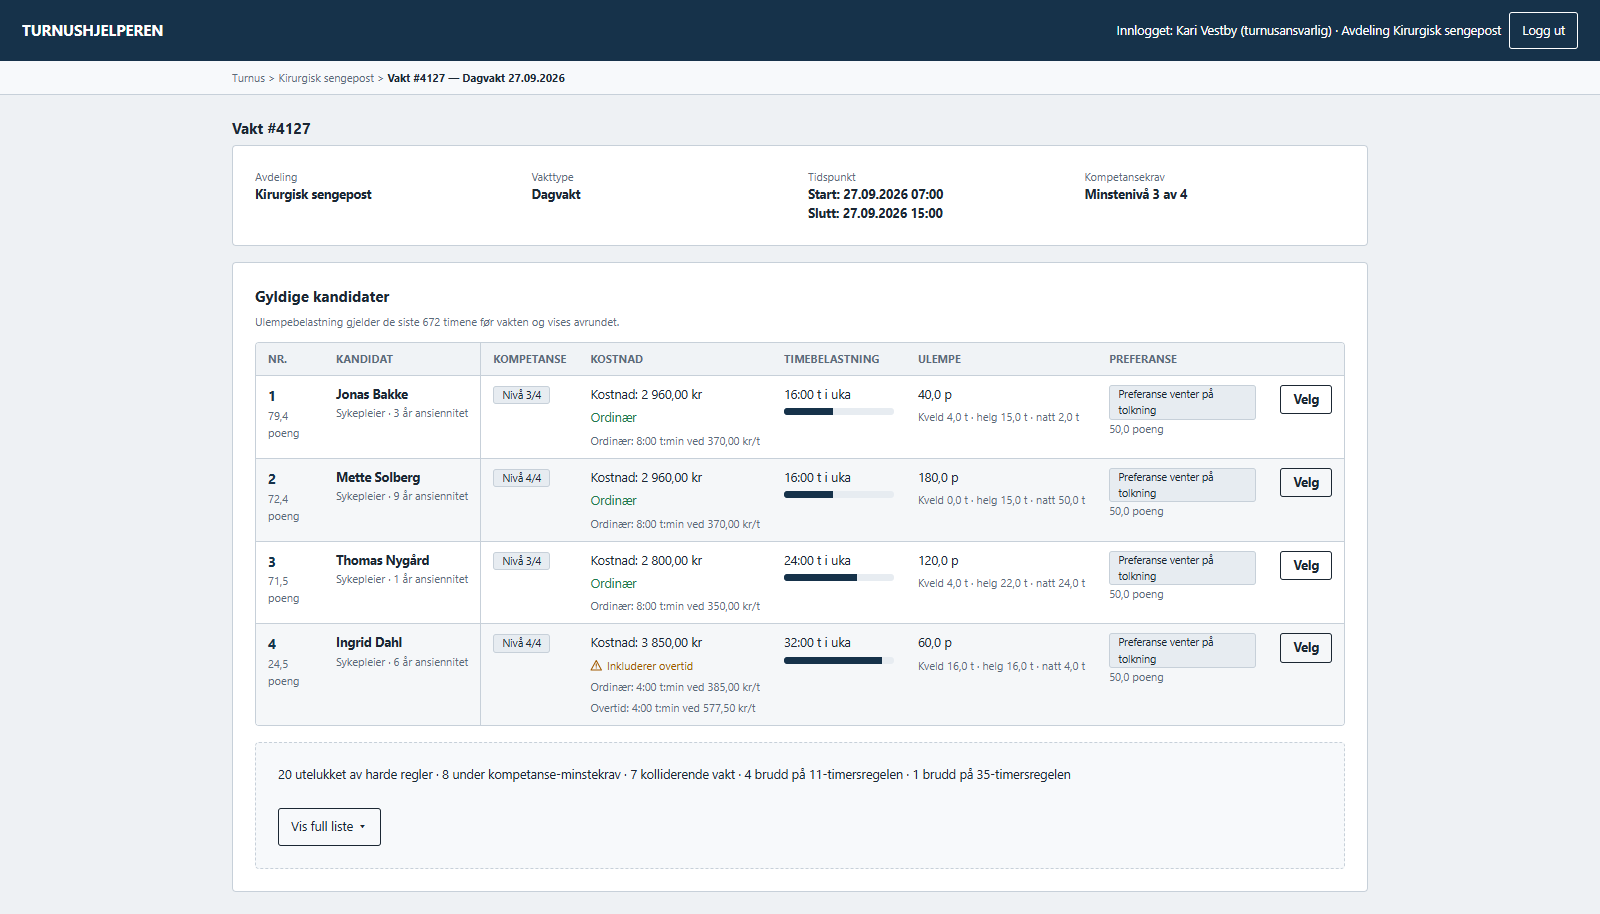 TURNUSHJELPEREN
Innlogget: Kari Vestby (turnusansvarlig) · Avdeling Kirurgisk sengepost
Logg ut
Turnus > Kirurgisk sengepost > Vakt #4127 — Dagvakt 27.09.2026
Vakt #4127
Avdeling
Kirurgisk sengepost
Vakttype
Dagvakt
Tidspunkt
Start: 27.09.2026 07:00
Slutt: 27.09.2026 15:00
Kompetansekrav
Minstenivå 3 av 4
Gyldige kandidater
Ulempebelastning gjelder de siste 672 timene før vakten og vises avrundet.
NR. KANDIDAT KOMPETANSE KOSTNAD TIMEBELASTNING ULEMPE PREFERANSE
1
79,4
poeng
Jonas Bakke
Sykepleier · 3 år ansiennitet
Nivå 3/4
Kostnad: 2 960,00 kr
Ordinær
Ordinær: 8:00 t:min ved 370,00 kr/t
16:00 t i uka
40,0 p
Kveld 4,0 t · helg 15,0 t · natt 2,0 t
Preferanse venter på
tolkning
50,0 poeng
Velg
2
72,4
poeng
Mette Solberg
Sykepleier · 9 år ansiennitet
Nivå 4/4
Kostnad: 2 960,00 kr
Ordinær
Ordinær: 8:00 t:min ved 370,00 kr/t
16:00 t i uka
180,0 p
Kveld 0,0 t · helg 15,0 t · natt 50,0 t
Preferanse venter på
tolkning
50,0 poeng
Velg
3
71,5
poeng
Thomas Nygård
Sykepleier · 1 år ansiennitet
Nivå 3/4
Kostnad: 2 800,00 kr
Ordinær
Ordinær: 8:00 t:min ved 350,00 kr/t
24:00 t i uka
120,0 p
Kveld 4,0 t · helg 22,0 t · natt 24,0 t
Preferanse venter på
tolkning
50,0 poeng
Velg
4
24,5
poeng
Ingrid Dahl
Sykepleier · 6 år ansiennitet
Nivå 4/4
Kostnad: 3 850,00 kr
Inkluderer overtid
Ordinær: 4:00 t:min ved 385,00 kr/t
Overtid: 4:00 t:min ved 577,50 kr/t
32:00 t i uka
60,0 p
Kveld 16,0 t · helg 16,0 t · natt 4,0 t
Preferanse venter på
tolkning
50,0 poeng
Velg
20 utelukket av harde regler · 8 under kompetanse-minstekrav · 7 kolliderende vakt · 4 brudd på 11-timersregelen · 1 brudd på 35-timersregelen
Vis full liste